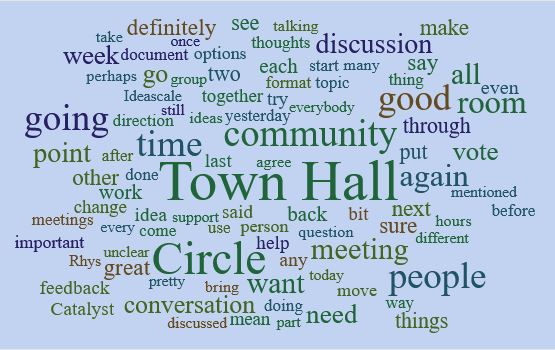 see talking
take definitely make
once
week document options thoughts discussion
perhaps go group two each start many say
format topic thing all even
Ideascale together try good room
still everybody
going direction ideas yesterday
community through
point after time last agree put vote
other done Town Hall again
work mentioned
change idea support said back bit next before
meetings every come use person question sure hours
different
important unclear Circle help any meeting
Rhys great
pretty bring want today people
feedback move
Catalyst conversation doing way
discussed mean part need things